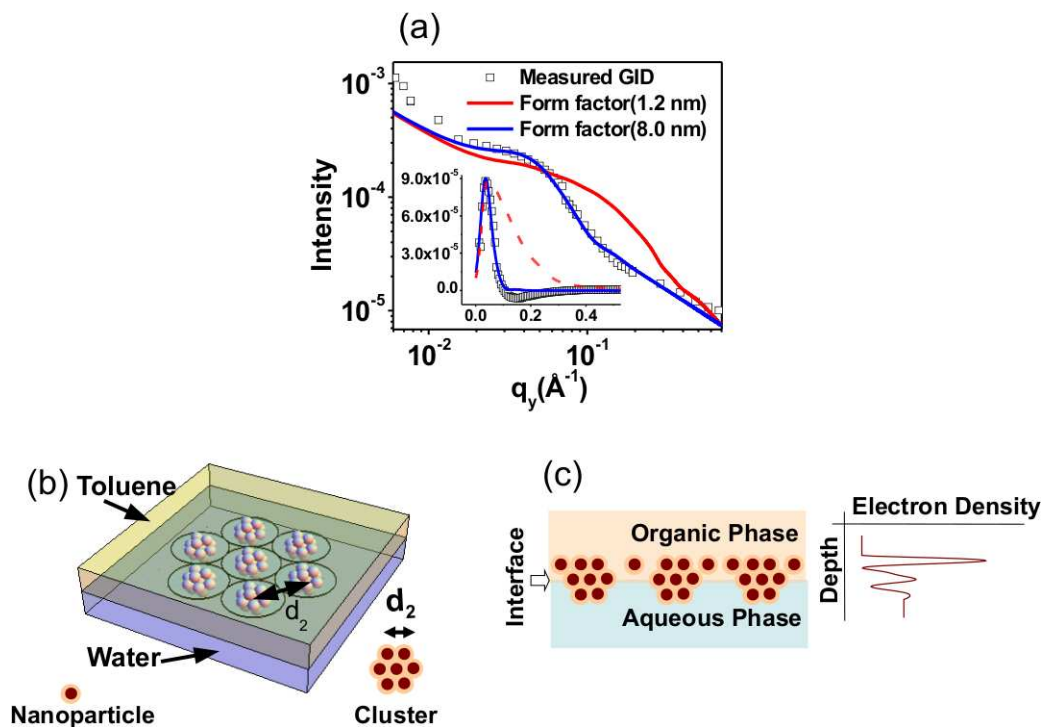 (a)
10⁻³
10⁻⁴
10⁻⁵
Intensity
Measured GID
Form factor(1.2 nm)
Form factor(8.0 nm)
9.0x10⁻⁵
6.0x10⁻⁵
3.0x10⁻⁵
0.0
0.0 0.2 0.4
10⁻² 10⁻¹
q_y(Å⁻¹)
(b)
Toluene
d₂
Water
Nanoparticle
d₂
Cluster
(c)
Interface
Organic Phase
Aqueous Phase
Electron Density
Depth